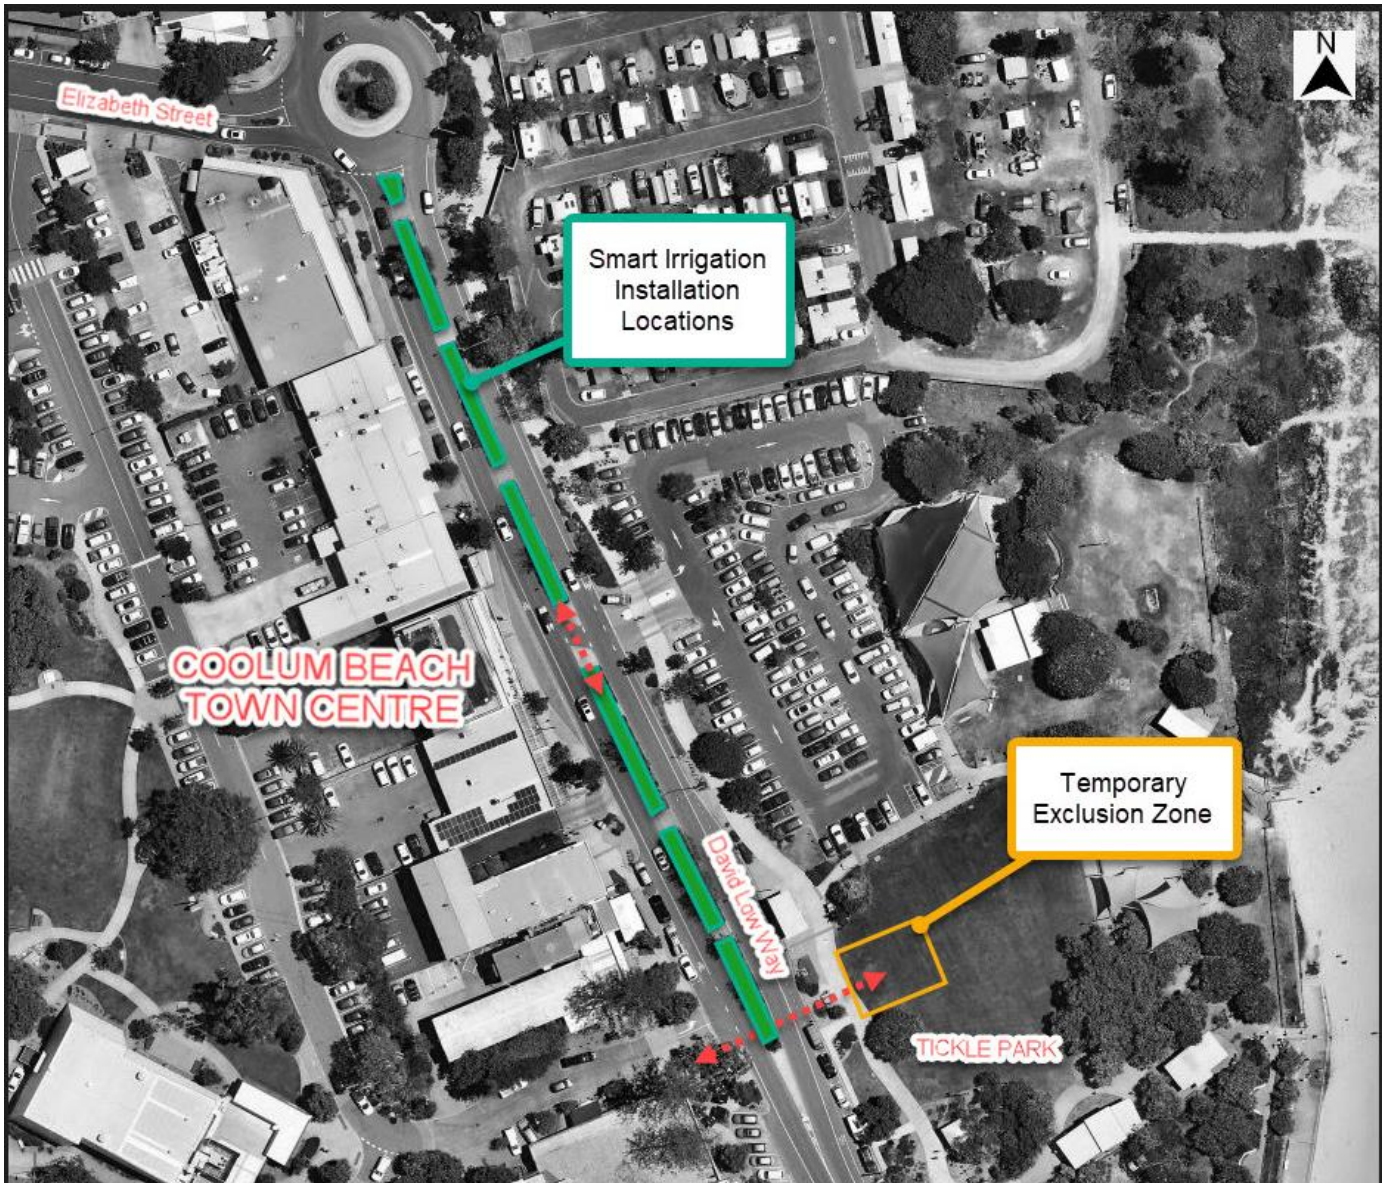 N
Elizabeth Street
Smart Irrigation
Installation
Locations
COOLUM BEACH
TOWN CENTRE
Temporary
Exclusion Zone
David Low Way
TICKLE PARK